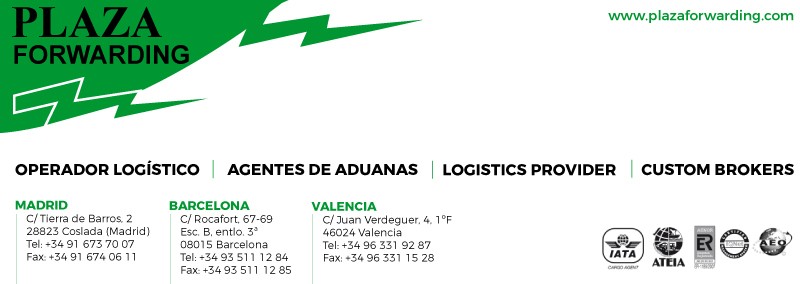 PLAZA
FORWARDING
www.plazaforwarding.com
OPERADOR LOGÍSTICO | AGENTES DE ADUANAS | LOGISTICS PROVIDER | CUSTOM BROKERS
MADRID
C/ Tierra de Barros, 2
28823 Coslada (Madrid)
Tel: +34 91 673 70 07
Fax: +34 91 674 06 11
BARCELONA
C/ Rocafort, 67-69
Esc. B, entlo. 3ª
08015 Barcelona
Tel: +34 93 511 12 84
Fax: +34 93 511 12 85
VALENCIA
C/ Juan Verdeguer, 4, 1ºF
46024 Valencia
Tel: +34 96 331 92 87
Fax: +34 96 331 15 28
IATA
CARGO AGENT
ATEIA
ER
AEO